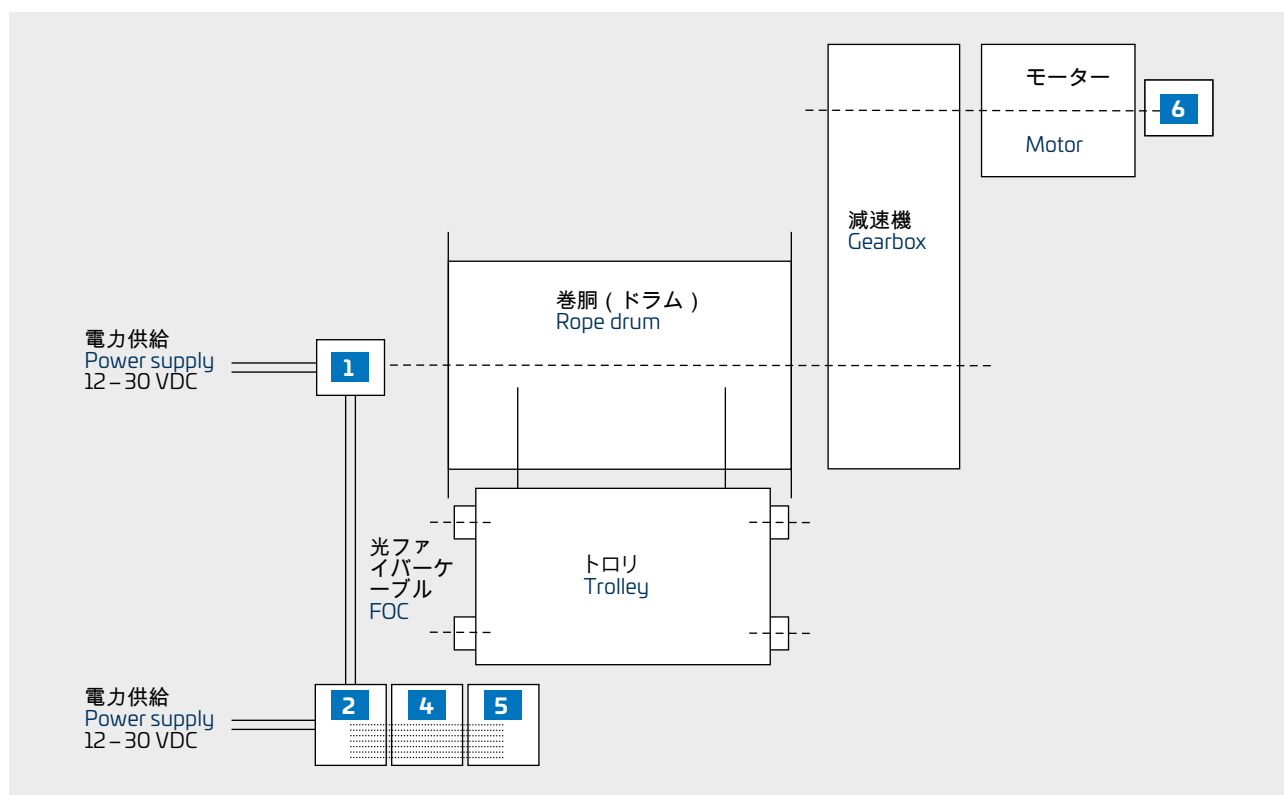 モーター
6
Motor
減速機
Gearbox
巻胴 ( ドラム )
Rope drum
電力供給
Power supply
12 – 30 VDC
1
光ファ
イバーケ
ーブル
FOC
トロリ
Trolley
電力供給
Power supply
12 – 30 VDC
2
4
5